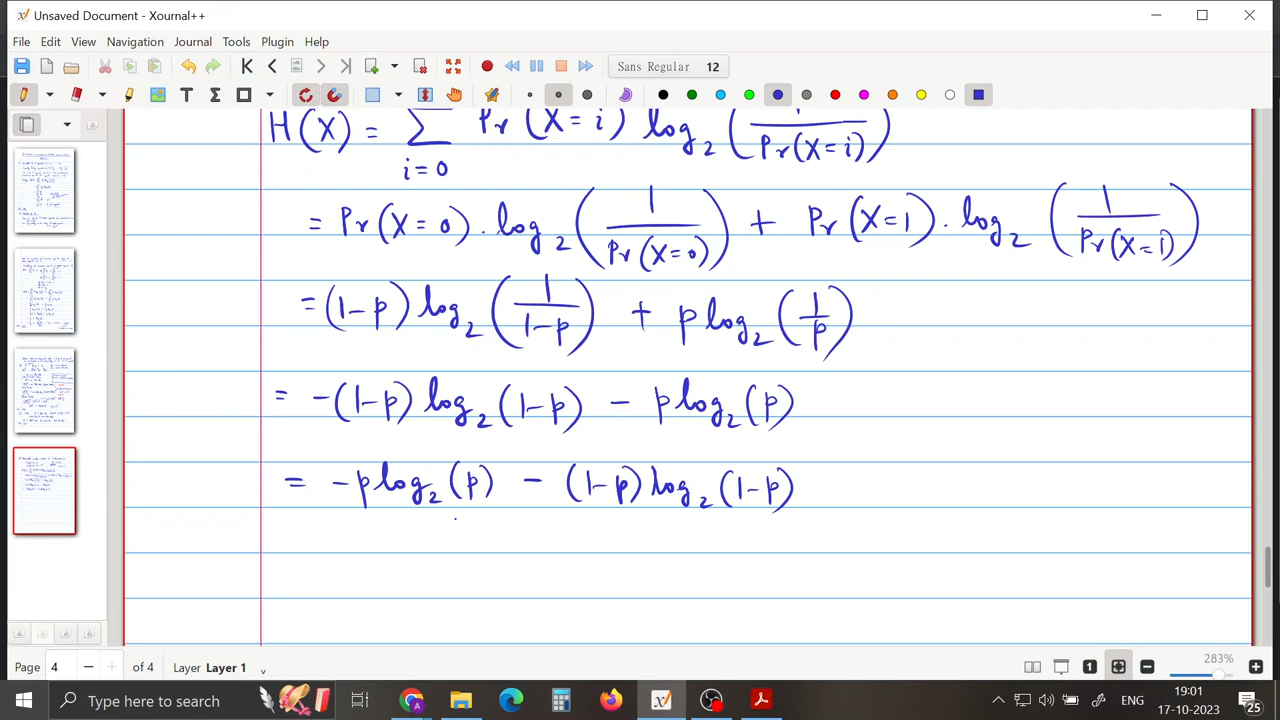 Unsaved Document - Xournal++
File Edit View Navigation Journal Tools Plugin Help
Sans Regular 12
H(X) = ∑_{i=0} Pr(X=i) log₂(1/Pr(X=i))
= Pr(X=0) . log₂(1/Pr(X=0)) + Pr(X=1) . log₂(1/Pr(X=1))
= (1-p) log₂(1/1-p) + p log₂(1/p)
= -(1-p) log₂(1-p) - p log₂(p)
= -p log₂(p) - (1-p) log₂(1-p)
Page 4 of 4 Layer Layer 1
283%
Type here to search
ENG
19:01
17-10-2023
25